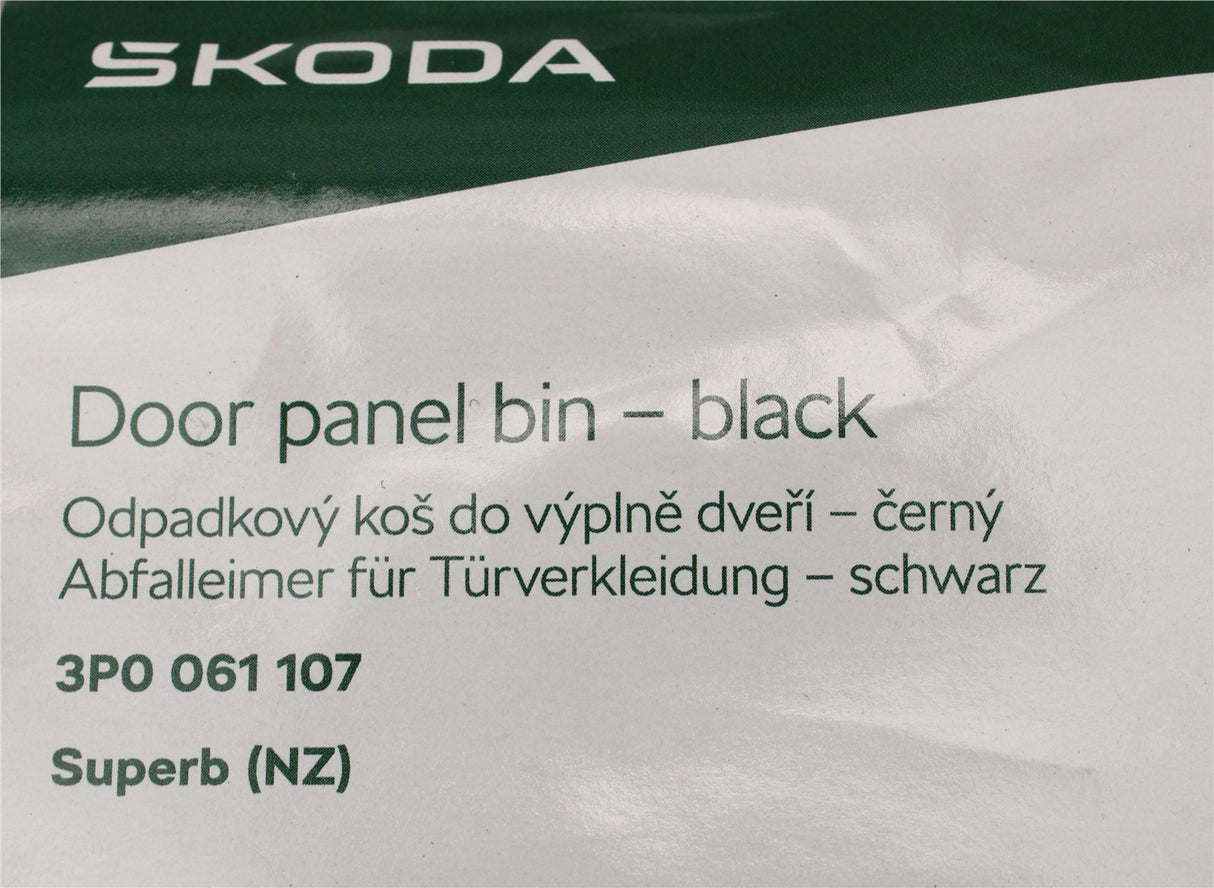 ŠKODA
Door panel bin – black
Odpadkový koš do výplně dveří – černý
Abfalleimer für Türverkleidung – schwarz
3P0 061 107
Superb (NZ)